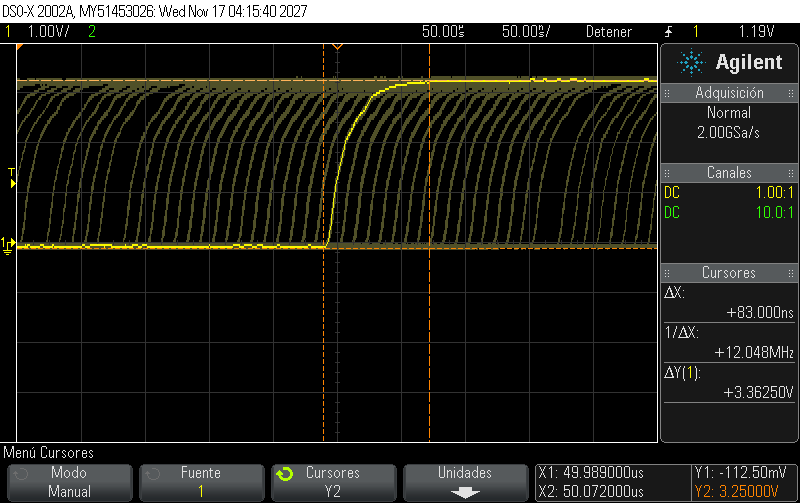 DSO-X 2002A, MY51453026: Wed Nov 17 04:15:40 2027
1 1.00V/ 2 50.00s 50.00s/ Detener 1 1.19V
Agilent
Adquisición
Normal
2.00GSa/s
Canales
DC 1.00:1
DC 10.0:1
Cursores
ΔX:
+83.000ns
1/ΔX:
+12.048MHz
ΔY(1):
+3.36250V
T
1
Menú Cursores
Modo
Manual
Fuente
1
Cursores
Y2
Unidades
X1: 49.989000us
X2: 50.072000us
Y1: -112.50mV
Y2: 3.25000V